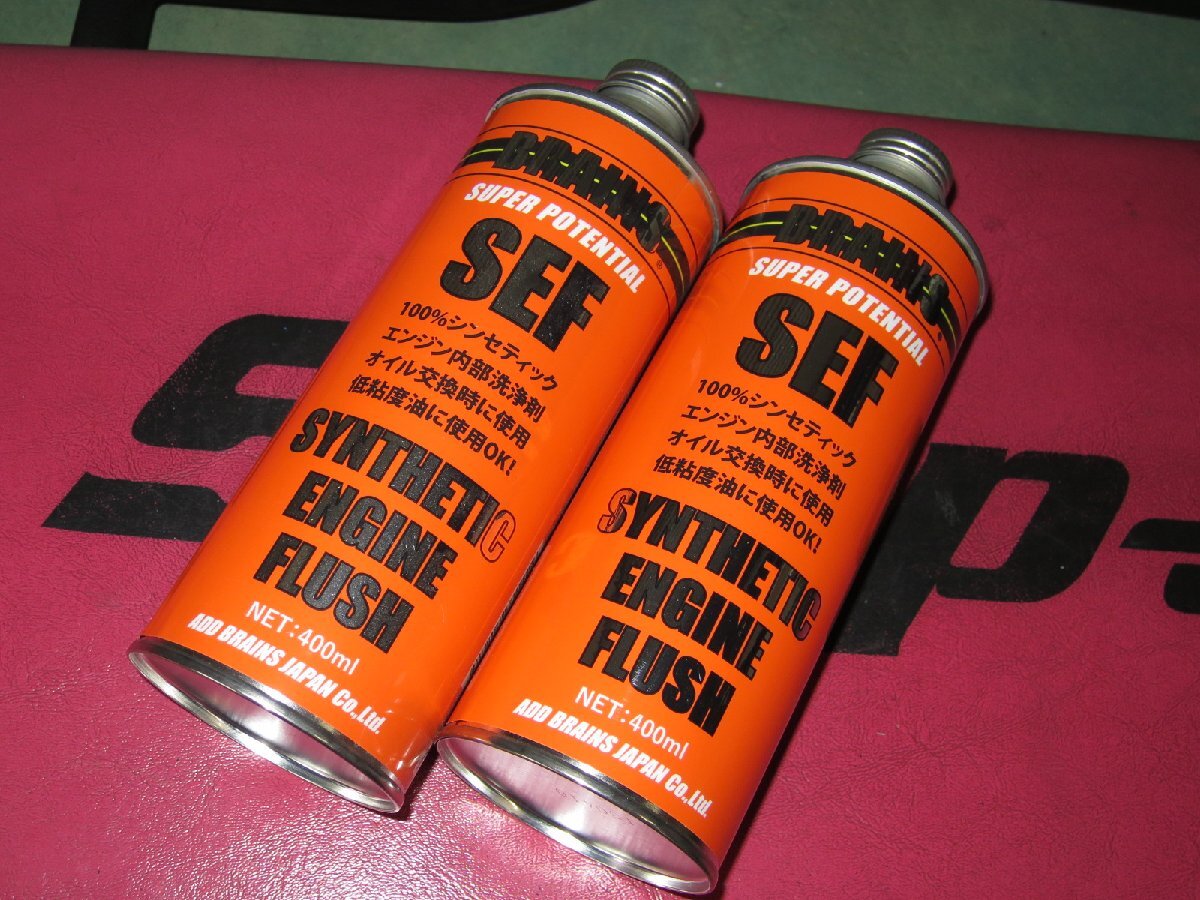 BRAINS
SUPER POTENTIAL
SEF
100%シンセティック
エンジン内部洗浄剤
オイル交換時に使用
低粘度油に使用OK!
SYNTHETIC
ENGINE
FLUSH
NET:400ml
ADD BRAINS JAPAN Co.,Ltd.
BRAINS
SUPER POTENTIAL
SEF
100%シンセティック
エンジン内部洗浄剤
オイル交換時に使用
低粘度油に使用OK!
SYNTHETIC
ENGINE
FLUSH
NET:400ml
ADD BRAINS JAPAN Co.,Ltd.